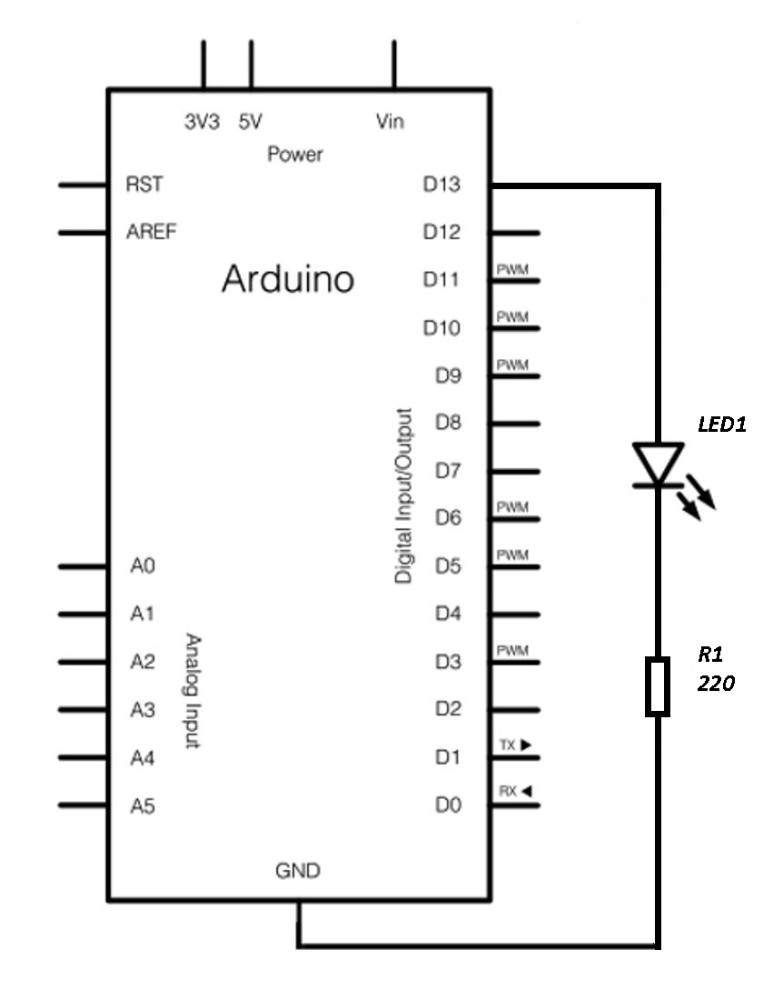 3V3 5V Vin
Power
RST D13
AREF D12
Arduino
D11 PWM
D10 PWM
D9 PWM
D8
D7
D6 PWM
D5 PWM
D4
D3 PWM
D2
D1 TX ▶
D0 RX ◀
Digital Input/Output
A0
A1
A2
A3
A4
A5
Analog Input
GND
LED1
R1
220